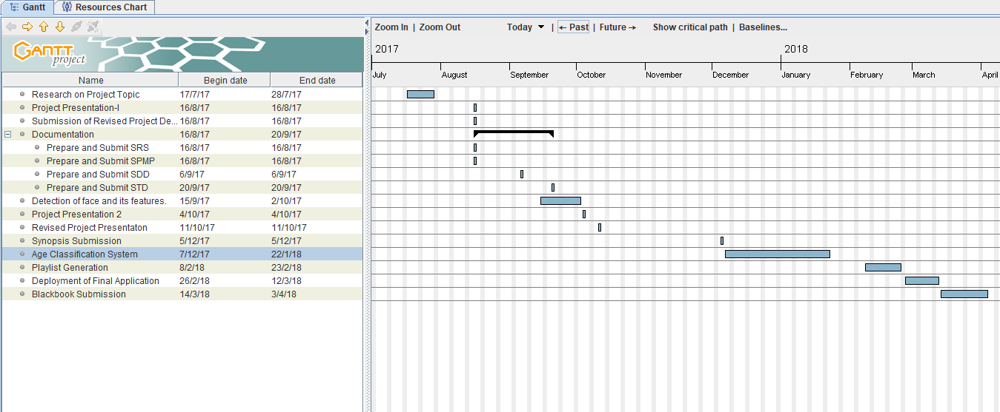 Gantt Resources Chart
Zoom In | Zoom Out Today | ← Past | Future → Show critical path | Baselines...
GANTT project
2017 2018
Name Begin date End date
July August September October November December January February March April
Research on Project Topic 17/7/17 28/7/17
Project Presentation-I 16/8/17 16/8/17
Submission of Revised Project De... 16/8/17 16/8/17
Documentation 16/8/17 20/9/17
Prepare and Submit SRS 16/8/17 16/8/17
Prepare and Submit SPMP 16/8/17 16/8/17
Prepare and Submit SDD 6/9/17 6/9/17
Prepare and Submit STD 20/9/17 20/9/17
Detection of face and its features. 15/9/17 2/10/17
Project Presentation 2 4/10/17 4/10/17
Revised Project Presentaton 11/10/17 11/10/17
Synopsis Submission 5/12/17 5/12/17
Age Classification System 7/12/17 22/1/18
Playlist Generation 8/2/18 23/2/18
Deployment of Final Application 26/2/18 12/3/18
Blackbook Submission 14/3/18 3/4/18